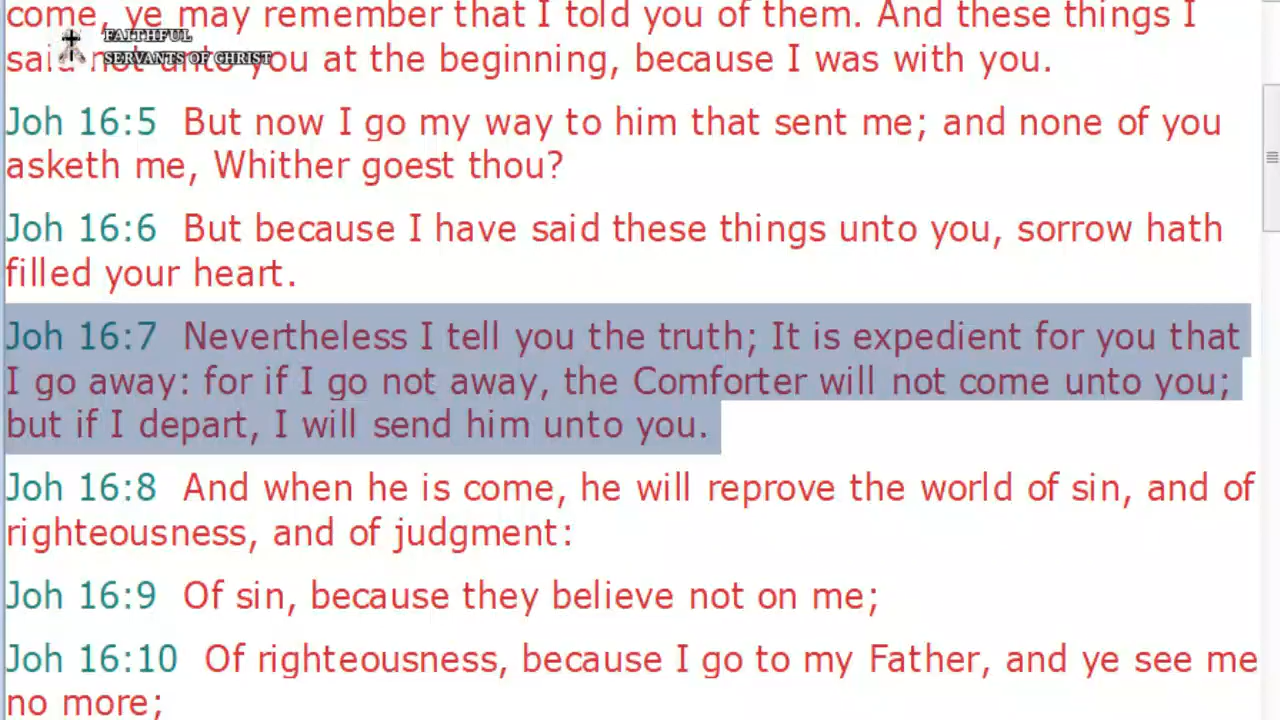 come, ye may remember that I told you of them. And these things I
FAITHFUL
SERVANTS OF CHRIST
said not unto you at the beginning, because I was with you.
Joh 16:5 But now I go my way to him that sent me; and none of you
asketh me, Whither goest thou?
Joh 16:6 But because I have said these things unto you, sorrow hath
filled your heart.
Joh 16:7 Nevertheless I tell you the truth; It is expedient for you that
I go away: for if I go not away, the Comforter will not come unto you;
but if I depart, I will send him unto you.
Joh 16:8 And when he is come, he will reprove the world of sin, and of
righteousness, and of judgment:
Joh 16:9 Of sin, because they believe not on me;
Joh 16:10 Of righteousness, because I go to my Father, and ye see me
no more;